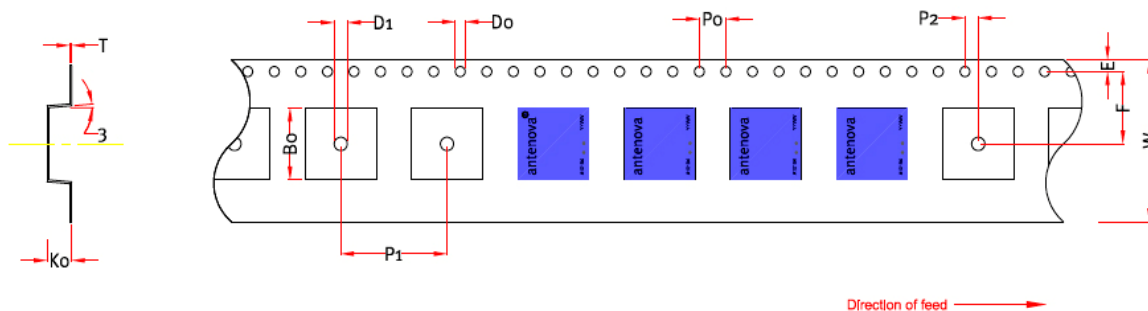 T
D1
Do
Po
P2
E
F
W
3
Bo
antenova
antenova
antenova
antenova
Ko
P1
Direction of feed